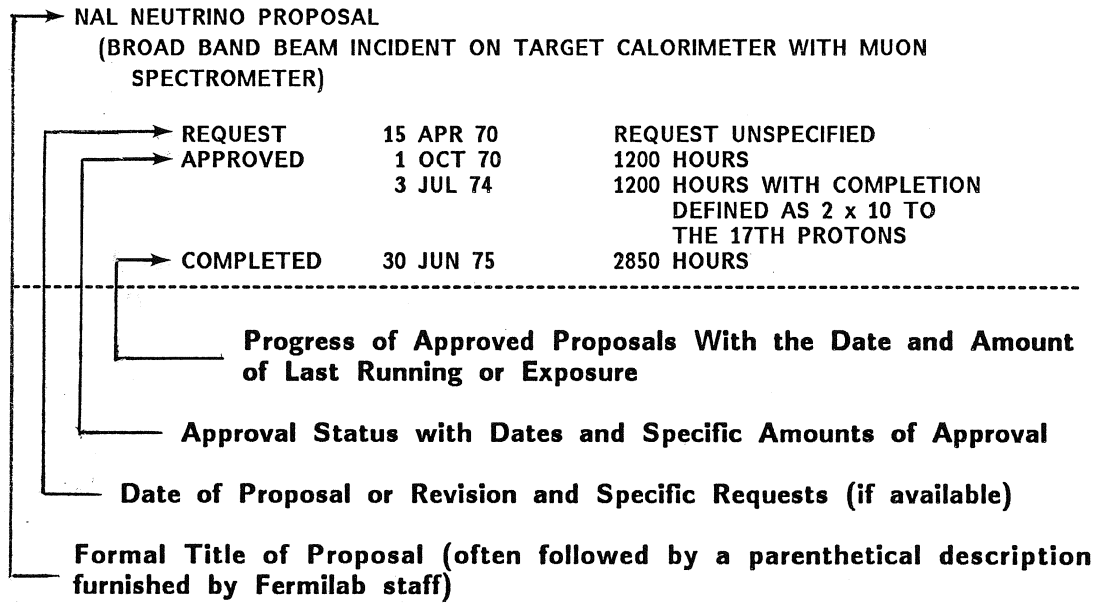 NAL NEUTRINO PROPOSAL
(BROAD BAND BEAM INCIDENT ON TARGET CALORIMETER WITH MUON
SPECTROMETER)
REQUEST 15 APR 70 REQUEST UNSPECIFIED
APPROVED 1 OCT 70 1200 HOURS
3 JUL 74 1200 HOURS WITH COMPLETION
DEFINED AS 2 x 10 TO
THE 17TH PROTONS
COMPLETED 30 JUN 75 2850 HOURS
Progress of Approved Proposals With the Date and Amount
of Last Running or Exposure
Approval Status with Dates and Specific Amounts of Approval
Date of Proposal or Revision and Specific Requests (if available)
Formal Title of Proposal (often followed by a parenthetical description
furnished by Fermilab staff)